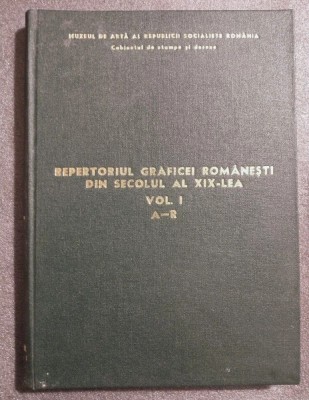 MUZEUL DE ARTĂ AL REPUBLICII SOCIALISTE ROMÂNIA
Cabinetul de stampe și desene
REPERTORIUL GRAFICEI ROMÂNEȘTI
DIN SECOLUL AL XIX-LEA
VOL. I
A—R